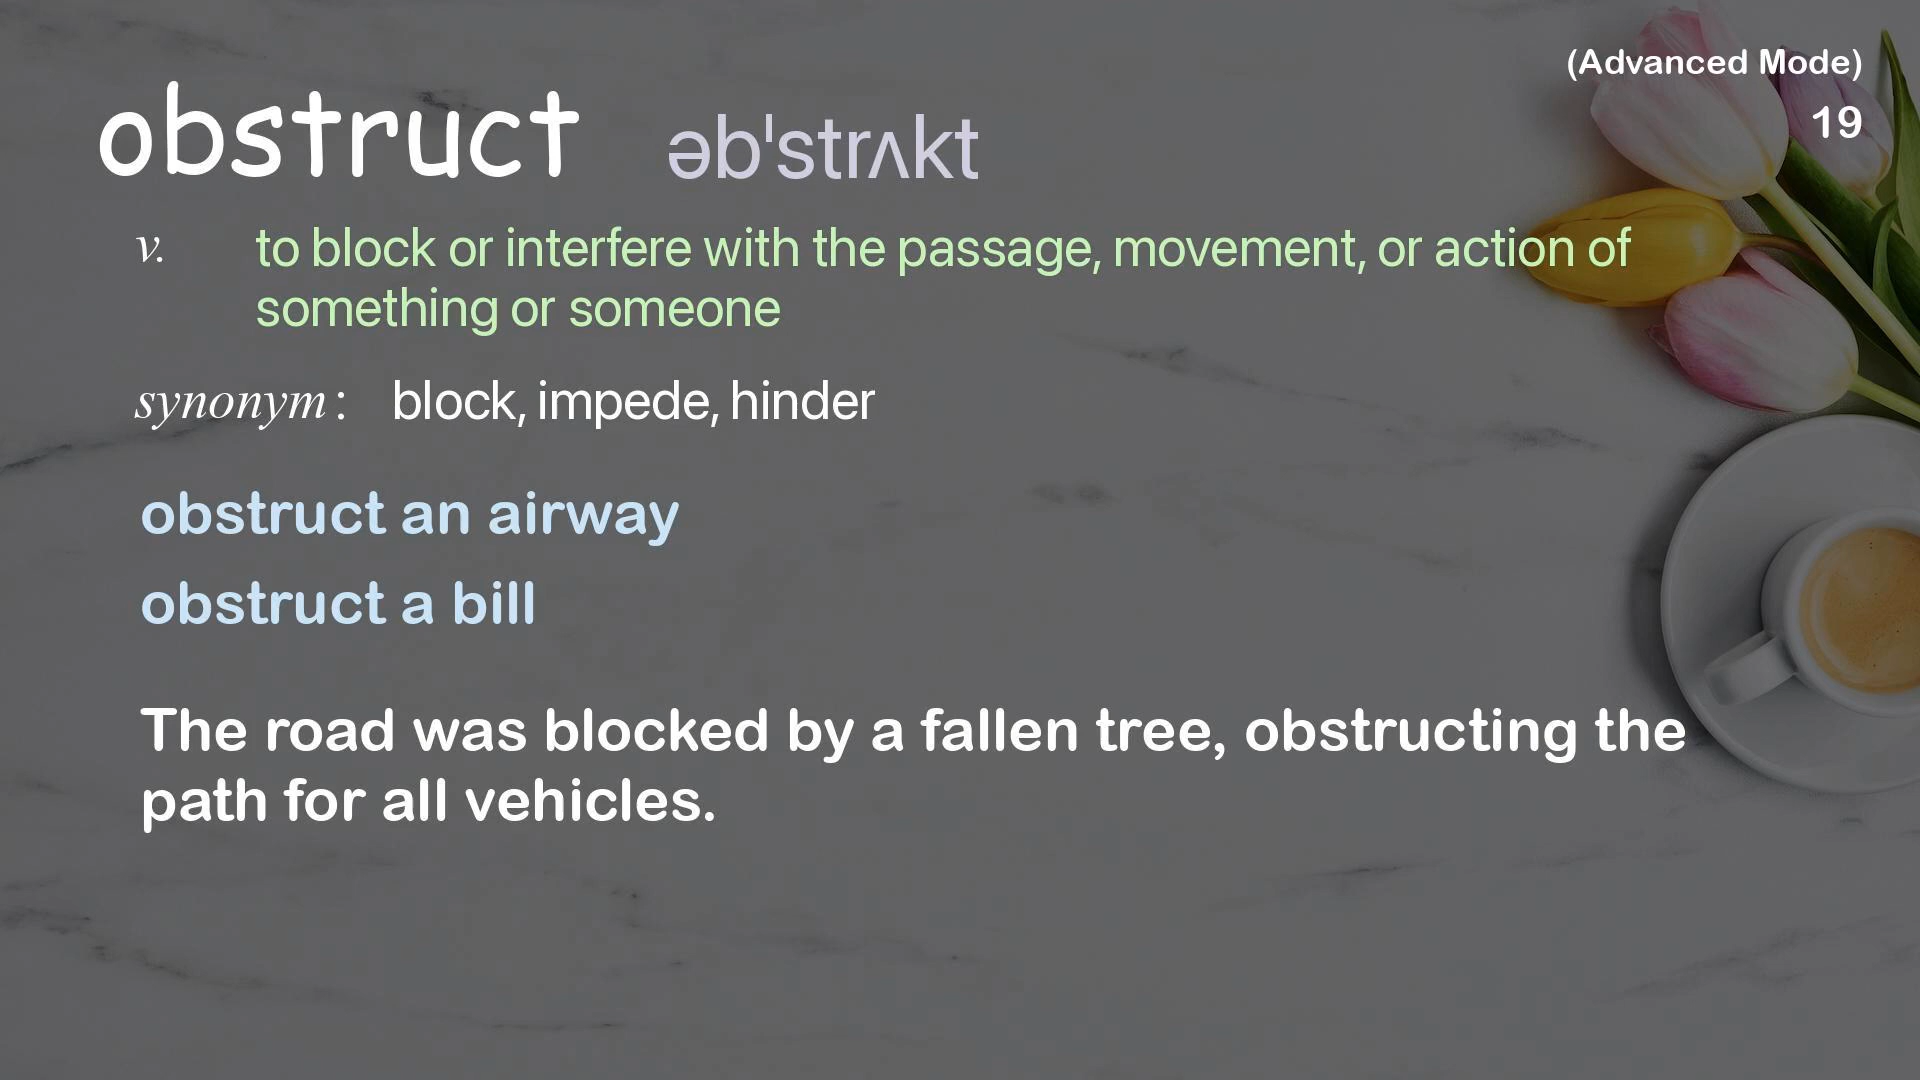 (Advanced Mode)
19
obstruct əb'strʌkt
v. to block or interfere with the passage, movement, or action of
something or someone
synonym : block, impede, hinder
obstruct an airway
obstruct a bill
The road was blocked by a fallen tree, obstructing the
path for all vehicles.